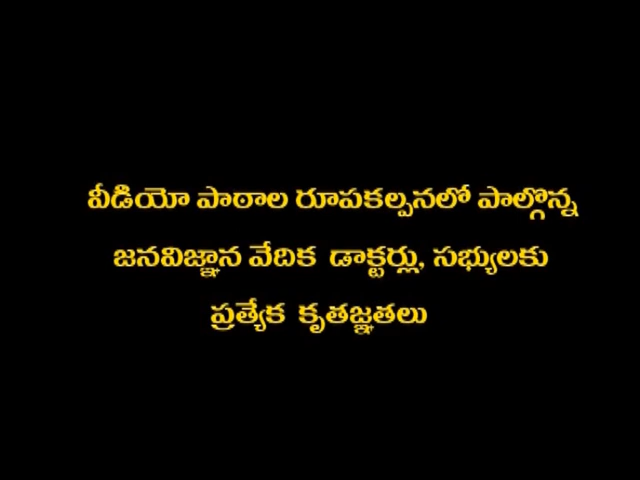 వీడియో పాఠాల రూపకల్పనలో పాల్గొన్న
జనవిజ్ఞాన వేదిక డాక్టర్లు, సభ్యులకు
ప్రత్యేక కృతజ్ఞతలు